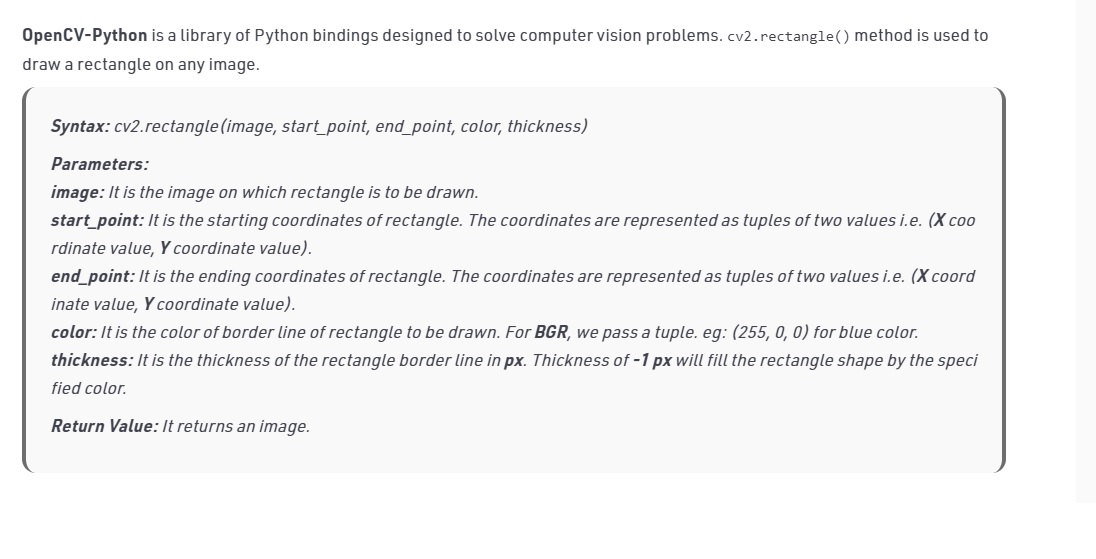 OpenCV-Python is a library of Python bindings designed to solve computer vision problems. cv2.rectangle() method is used to
draw a rectangle on any image.
Syntax: cv2.rectangle(image, start_point, end_point, color, thickness)
Parameters:
image: It is the image on which rectangle is to be drawn.
start_point: It is the starting coordinates of rectangle. The coordinates are represented as tuples of two values i.e. (X coo
rdinate value, Y coordinate value).
end_point: It is the ending coordinates of rectangle. The coordinates are represented as tuples of two values i.e. (X coord
inate value, Y coordinate value).
color: It is the color of border line of rectangle to be drawn. For BGR, we pass a tuple. eg: (255, 0, 0) for blue color.
thickness: It is the thickness of the rectangle border line in px. Thickness of -1 px will fill the rectangle shape by the speci
fied color.
Return Value: It returns an image.